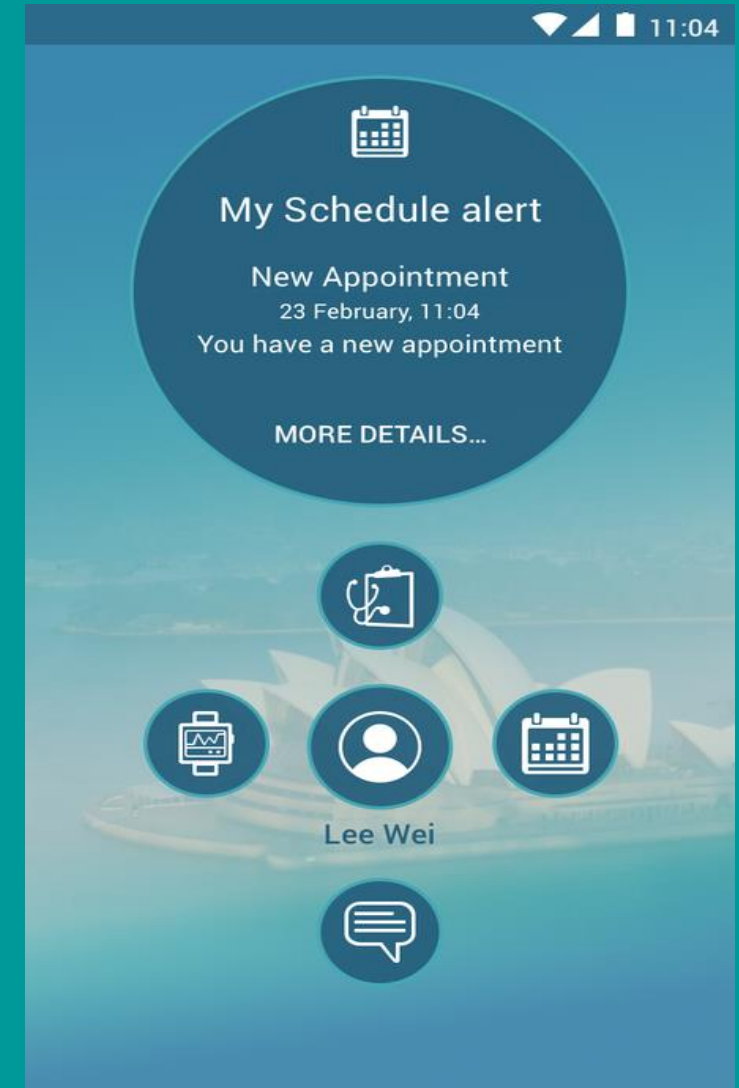 11:04
My Schedule alert
New Appointment
23 February, 11:04
You have a new appointment
MORE DETAILS...
Lee Wei